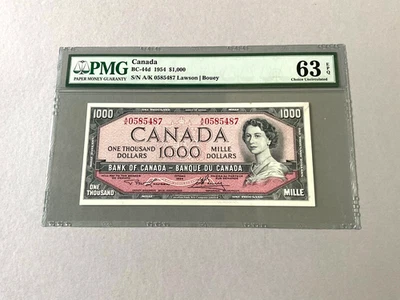 PMG
PAPER MONEY GUARANTY
Canada
BC-44d 1954 $1,000
S/N A/K 0585487 Lawson | Bouey
63 EPQ
Choice Uncirculated
1000 1000
A/K 0585487 A/K 0585487
CANADA
ONE THOUSAND DOLLARS 1000 MILLE DOLLARS
BANK OF CANADA - BANQUE DU CANADA
ONE THOUSAND
MILLE